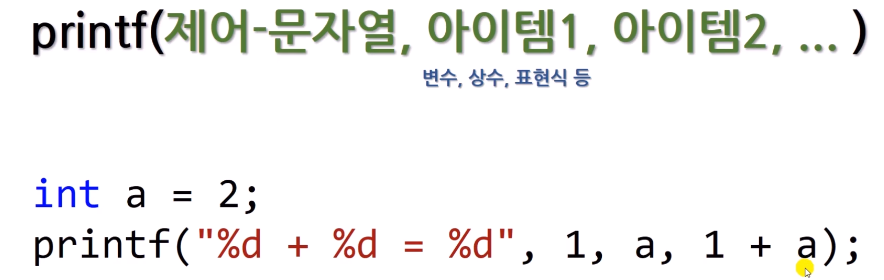 printf(제어-문자열, 아이템1, 아이템2, ... )
변수, 상수, 표현식 등
int a = 2;
printf("%d + %d = %d", 1, a, 1 + a);